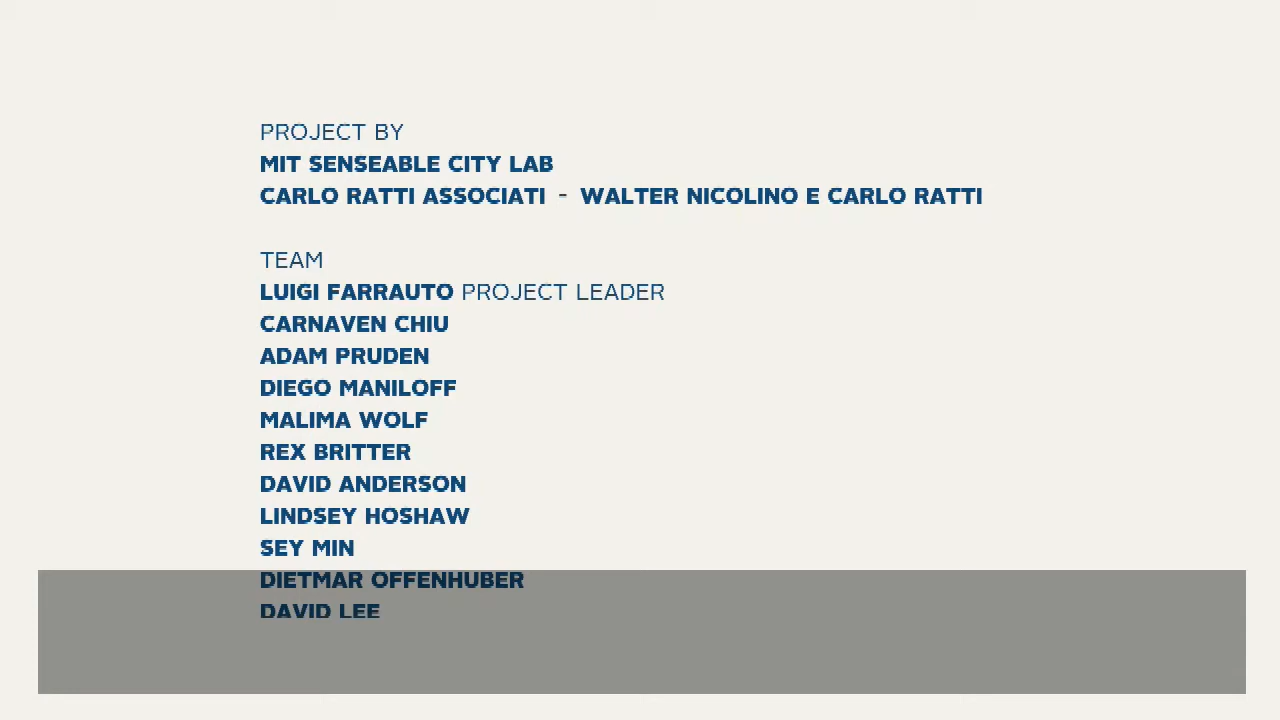 PROJECT BY
MIT SENSEABLE CITY LAB
CARLO RATTI ASSOCIATI - WALTER NICOLINO E CARLO RATTI
TEAM
LUIGI FARRAUTO PROJECT LEADER
CARNAVEN CHIU
ADAM PRUDEN
DIEGO MANILOFF
MALIMA WOLF
REX BRITTER
DAVID ANDERSON
LINDSEY HOSHAW
SEY MIN
DIETMAR OFFENHUBER
DAVID LEE